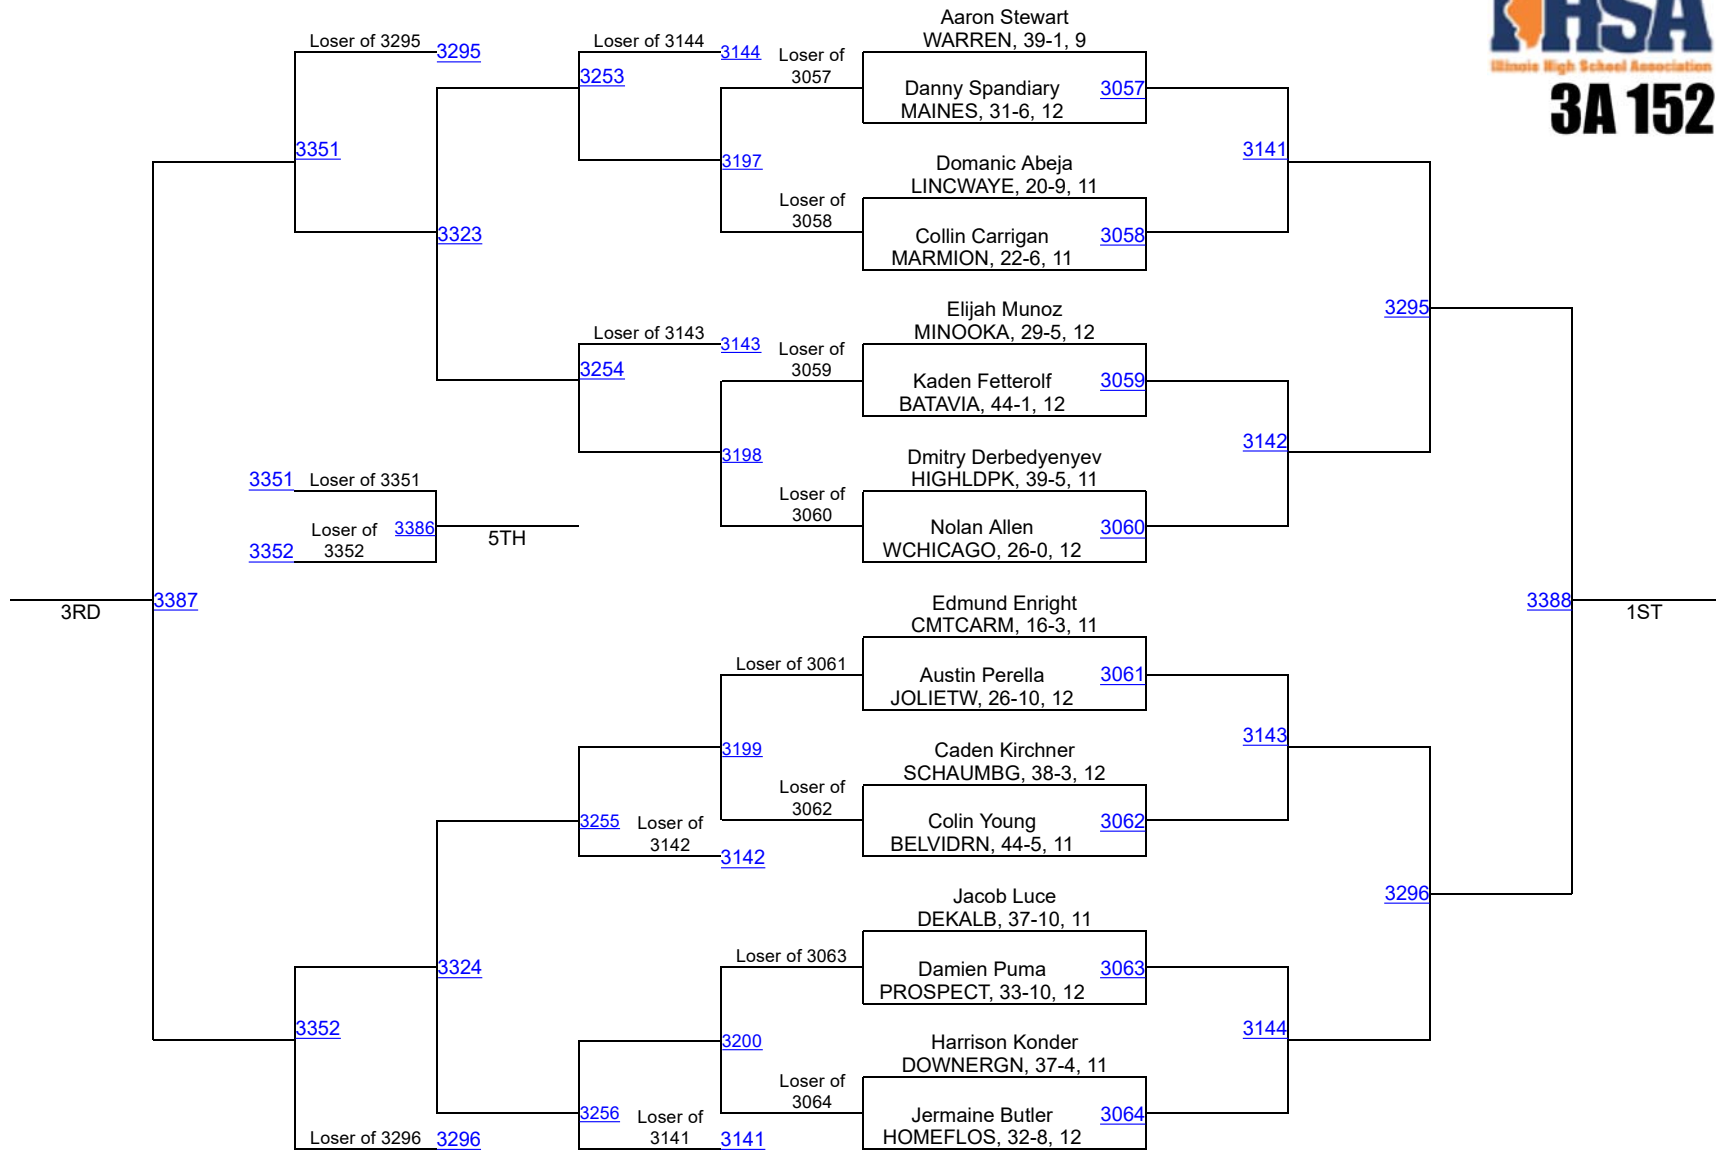 IHSA
Illinois High School Association
3A 152
Aaron Stewart
WARREN, 39-1, 9
Danny Spandiary
MAINES, 31-6, 12
3057
Domanic Abeja
LINCWAYE, 20-9, 11
Collin Carrigan
MARMION, 22-6, 11
3058
Elijah Munoz
MINOOKA, 29-5, 12
Kaden Fetterolf
BATAVIA, 44-1, 12
3059
Dmitry Derbedyenyev
HIGHLDPK, 39-5, 11
Nolan Allen
WCHICAGO, 26-0, 12
3060
Edmund Enright
CMTCARM, 16-3, 11
Austin Perella
JOLIETW, 26-10, 12
3061
Caden Kirchner
SCHAUMBG, 38-3, 12
Colin Young
BELVIDRN, 44-5, 11
3062
Jacob Luce
DEKALB, 37-10, 11
Damien Puma
PROSPECT, 33-10, 12
3063
Harrison Konder
DOWNERGN, 37-4, 11
Jermaine Butler
HOMEFLOS, 32-8, 12
3064
3141
3142
3143
3144
3295
3296
3388
1ST
Loser of
3057
Loser of
3058
Loser of
3059
Loser of
3060
Loser of 3061
Loser of
3062
Loser of 3063
Loser of
3064
3197
3198
3199
3200
Loser of 3144
3144
Loser of 3143
3143
Loser of
3142
3142
Loser of
3141
3141
3253
3254
3255
3256
3323
3324
Loser of 3295
3295
Loser of 3296
3296
3351
3352
3351
Loser of 3351
3352
Loser of
3352
3386
5TH
3387
3RD